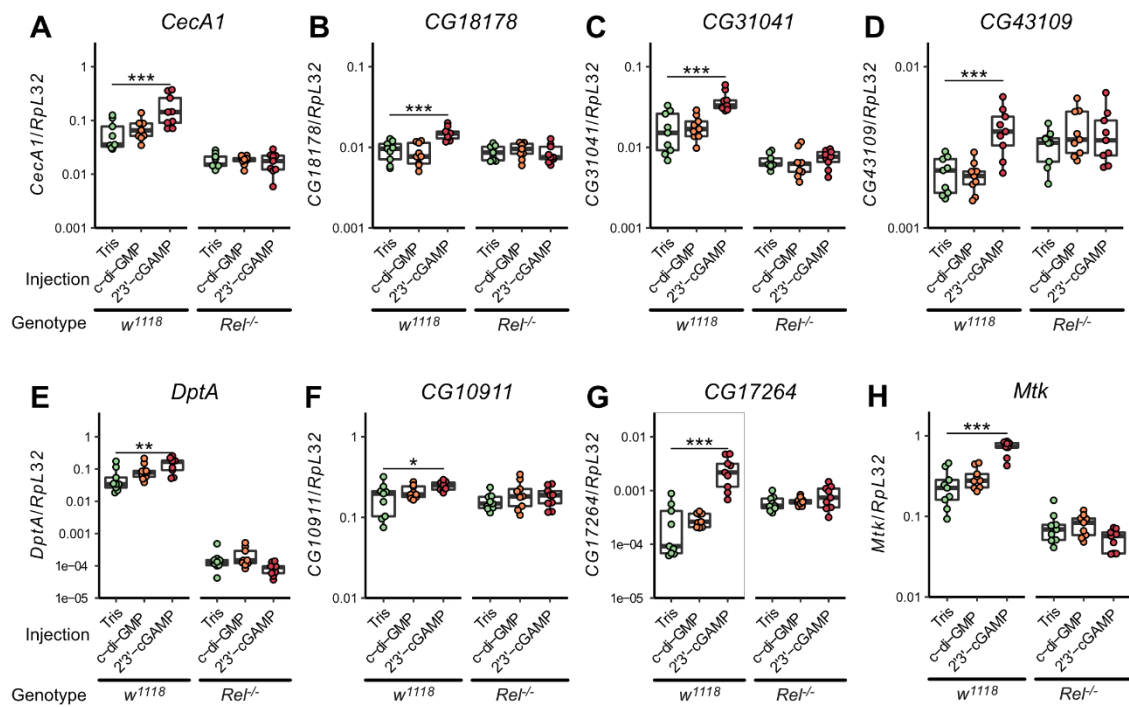 A CecA1
CecA1/RpL32
1
0.1
0.01
0.001
***
Tris
c-di-GMP
2'3'-cGAMP
Tris
c-di-GMP
2'3'-cGAMP
Injection
Genotype
w1118
Rel-/-
B CG18178
CG18178/RpL32
0.1
0.01
0.001
***
Tris
c-di-GMP
2'3'-cGAMP
Tris
c-di-GMP
2'3'-cGAMP
w1118
Rel-/-
C CG31041
CG31041/RpL32
0.1
0.01
0.001
***
Tris
c-di-GMP
2'3'-cGAMP
Tris
c-di-GMP
2'3'-cGAMP
w1118
Rel-/-
D CG43109
CG43109/RpL32
0.01
0.001
***
Tris
c-di-GMP
2'3'-cGAMP
Tris
c-di-GMP
2'3'-cGAMP
w1118
Rel-/-
E DptA
DptA/RpL32
1
0.1
0.01
0.001
1e-04
1e-05
**
Tris
c-di-GMP
2'3'-cGAMP
Tris
c-di-GMP
2'3'-cGAMP
Injection
Genotype
w1118
Rel-/-
F CG10911
CG10911/RpL32
1
0.1
0.01
*
Tris
c-di-GMP
2'3'-cGAMP
Tris
c-di-GMP
2'3'-cGAMP
w1118
Rel-/-
G CG17264
CG17264/RpL32
0.01
0.001
1e-04
1e-05
***
Tris
c-di-GMP
2'3'-cGAMP
Tris
c-di-GMP
2'3'-cGAMP
w1118
Rel-/-
H Mtk
Mtk/RpL32
1
0.1
0.01
***
Tris
c-di-GMP
2'3'-cGAMP
Tris
c-di-GMP
2'3'-cGAMP
w1118
Rel-/-